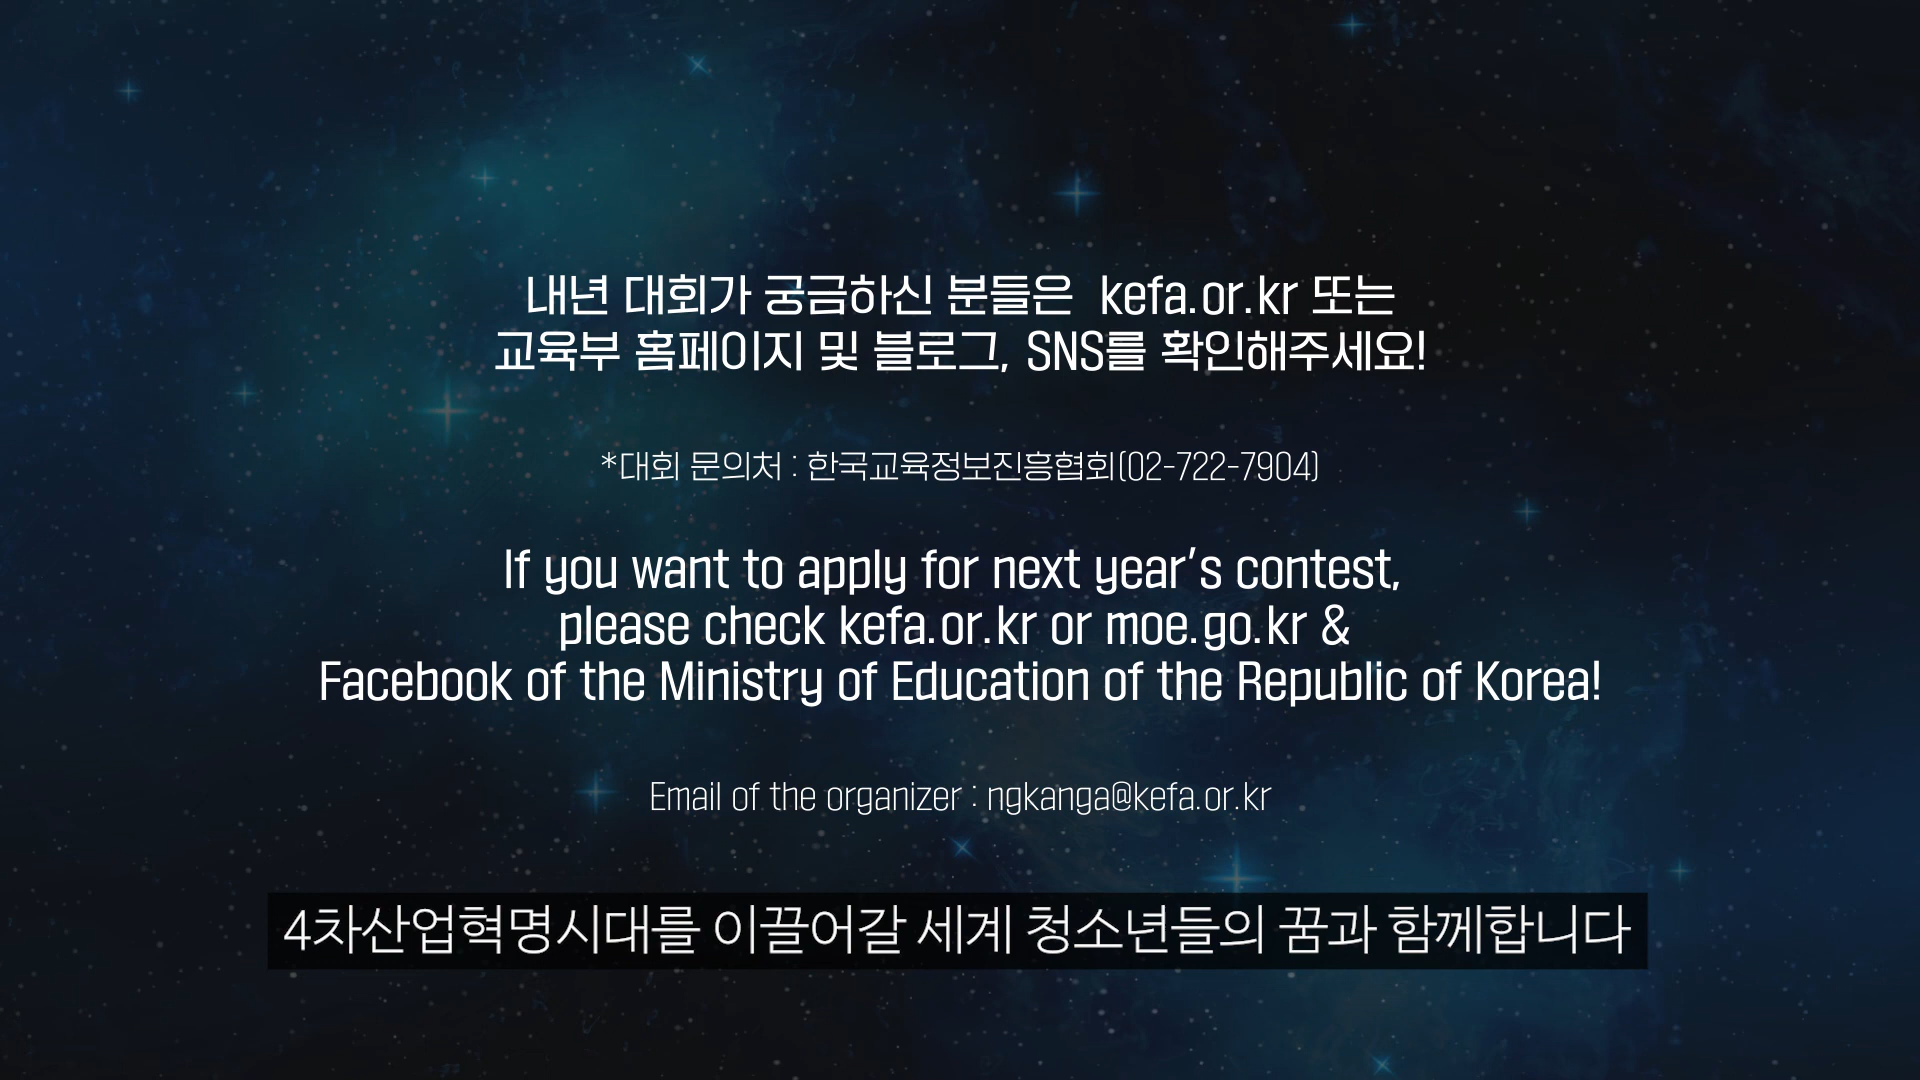 내년 대회가 궁금하신 분들은 kefa.or.kr 또는
교육부 홈페이지 및 블로그, SNS를 확인해주세요!
*대회 문의처 : 한국교육정보진흥협회(02-722-7904)
If you want to apply for next year's contest,
please check kefa.or.kr or moe.go.kr &
Facebook of the Ministry of Education of the Republic of Korea!
Email of the organizer : ngkanga@kefa.or.kr
4차산업혁명시대를 이끌어갈 세계 청소년들의 꿈과 함께합니다